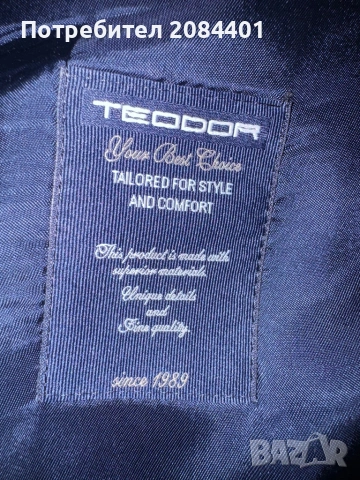 Потребител 2084401
TEODOR
Your Best Choice
TAILORED FOR STYLE
AND COMFORT
This product is made with
superior materials.
Unique details
and
Fine quality.
since 1989
BAZAR